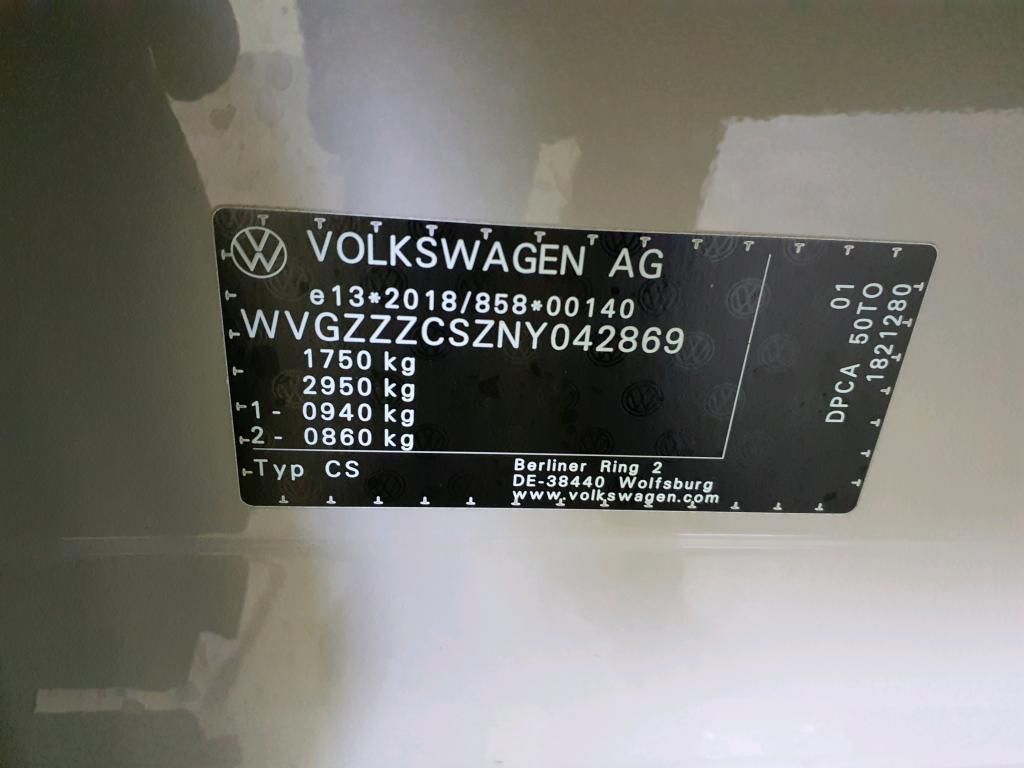 VOLKSWAGEN AG
e13*2018/858*00140
WVGZZZCSZNY042869
1750 kg
2950 kg
1- 0940 kg
2- 0860 kg
Typ CS
Berliner Ring 2
DE-38440 Wolfsburg
www.volkswagen.com
01
DPCA 50TO
1821280